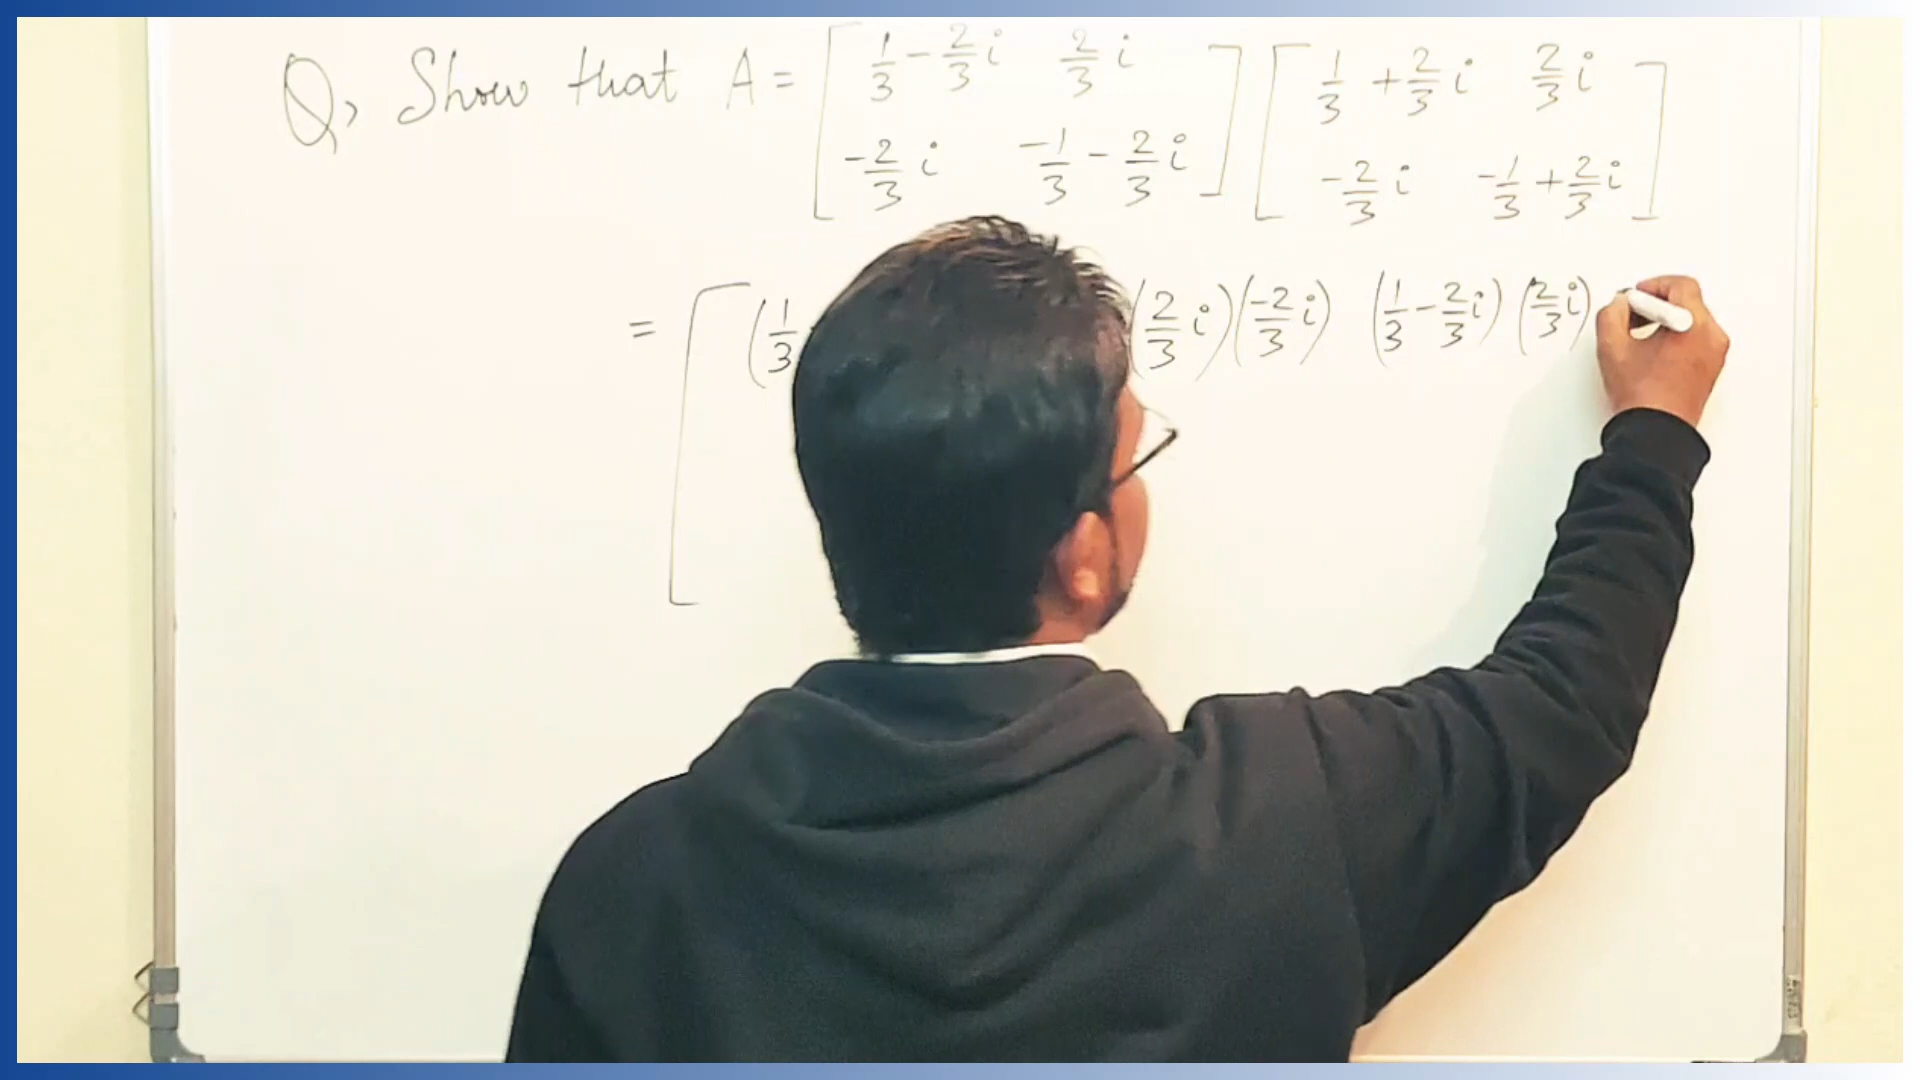 Q, Show that A = [ 1/3 - 2/3 i   2/3 i ] [ 1/3 + 2/3 i   2/3 i ]
[ -2/3 i   -1/3 - 2/3 i ] [ -2/3 i   -1/3 + 2/3 i ]
= [ (1/3 (2/3 i)(-2/3 i)   (1/3 - 2/3 i)(2/3 i)